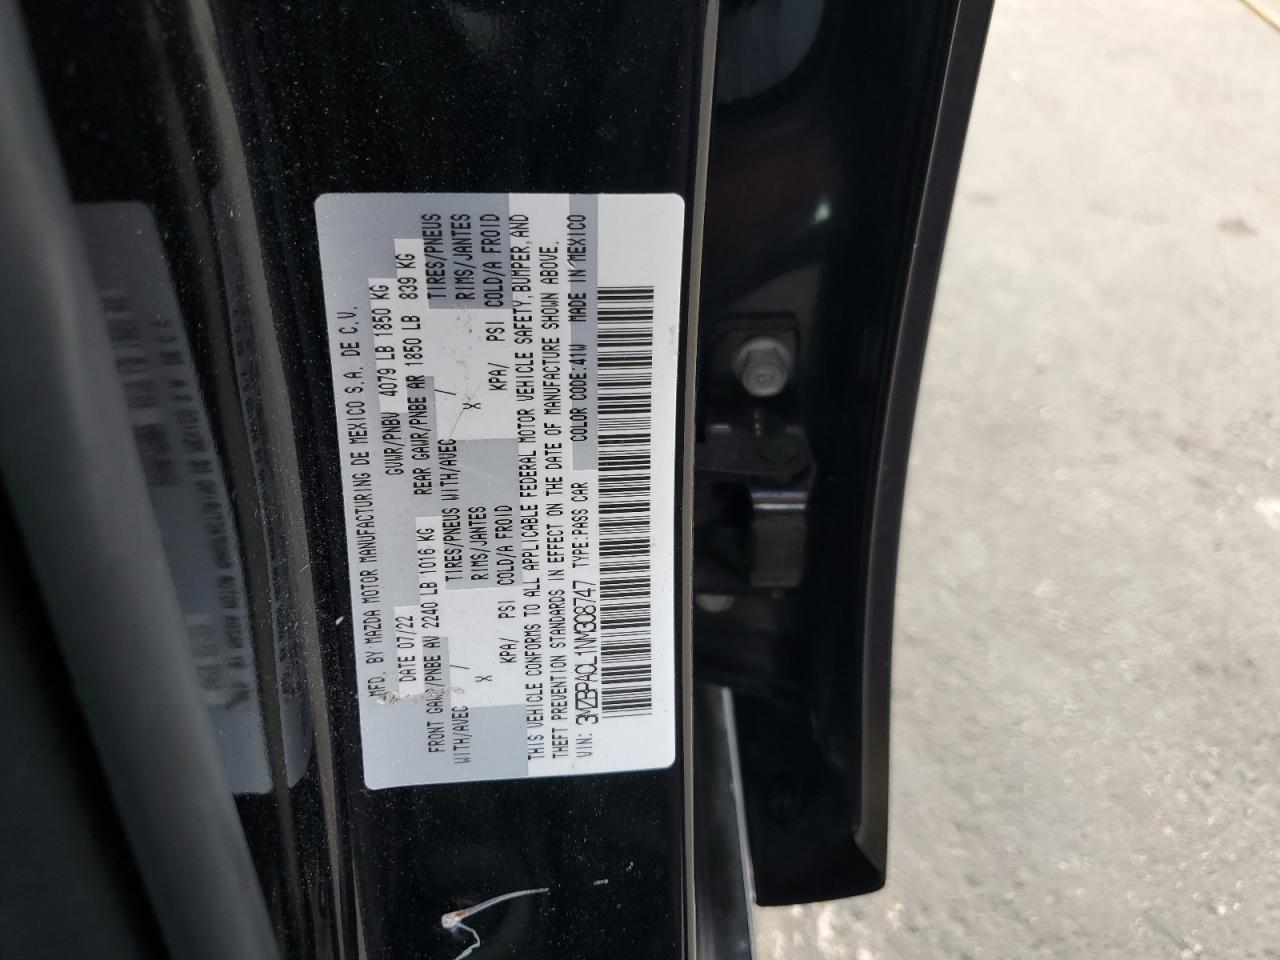 MFD. BY MAZDA MOTOR MANUFACTURING DE MEXICO S.A. DE C.V.
DATE 07/22 GVWR/PNBV 4079 LB 1850 KG
FRONT GAWR/PNBE AV 2240 LB 1016 KG REAR GAWR/PNBE AR 1850 LB 839 KG
WITH/AVEC / TIRES/PNEUS WITH/AVEC / TIRES/PNEUS
X RIMS/JANTES X RIMS/JANTES
KPA/ PSI COLD/A FROID KPA/ PSI COLD/A FROID
THIS VEHICLE CONFORMS TO ALL APPLICABLE FEDERAL MOTOR VEHICLE SAFETY, BUMPER, AND
THEFT PREVENTION STANDARDS IN EFFECT ON THE DATE OF MANUFACTURE SHOWN ABOVE.
VIN: 3MZBPAOL1NM308747 TYPE:PASS CAR COLOR CODE:41W MADE IN MEXICO